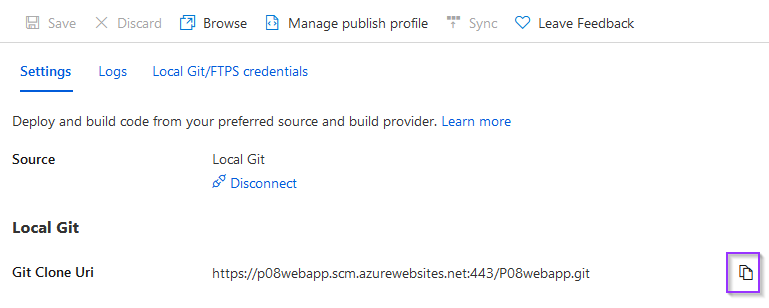 Save Discard Browse Manage publish profile Sync Leave Feedback
Settings Logs Local Git/FTPS credentials
Deploy and build code from your preferred source and build provider. Learn more
Source Local Git
Disconnect
Local Git
Git Clone Uri https://p08webapp.scm.azurewebsites.net:443/P08webapp.git